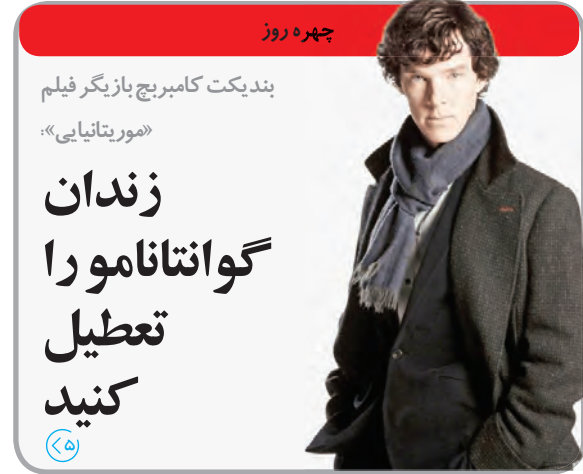 چهره روز
بندیکت کامبربچ بازیگر فیلم
«موریتانیایی»:
زندان
گوانتانامو را
تعطیل
کنید
۵